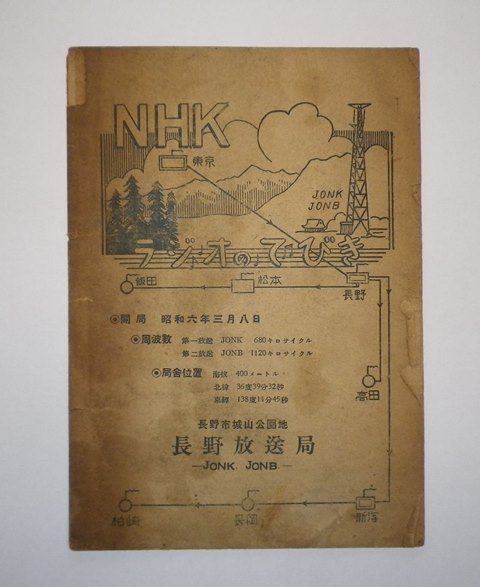 NHK
東京
JONK
JONB
ラジオのてびき
飯田
松本
長野
◉開局 昭和六年三月八日
◉周波数 第一放送 JONK 680キロサイクル
第二放送 JONB 1120キロサイクル
◉局舎位置 海抜 400メートル
北緯 36度39分32秒
東經 138度11分45秒
高田
長野市城山公園地
長野放送局
—JONK, JONB.—
柏崎
長岡
新潟